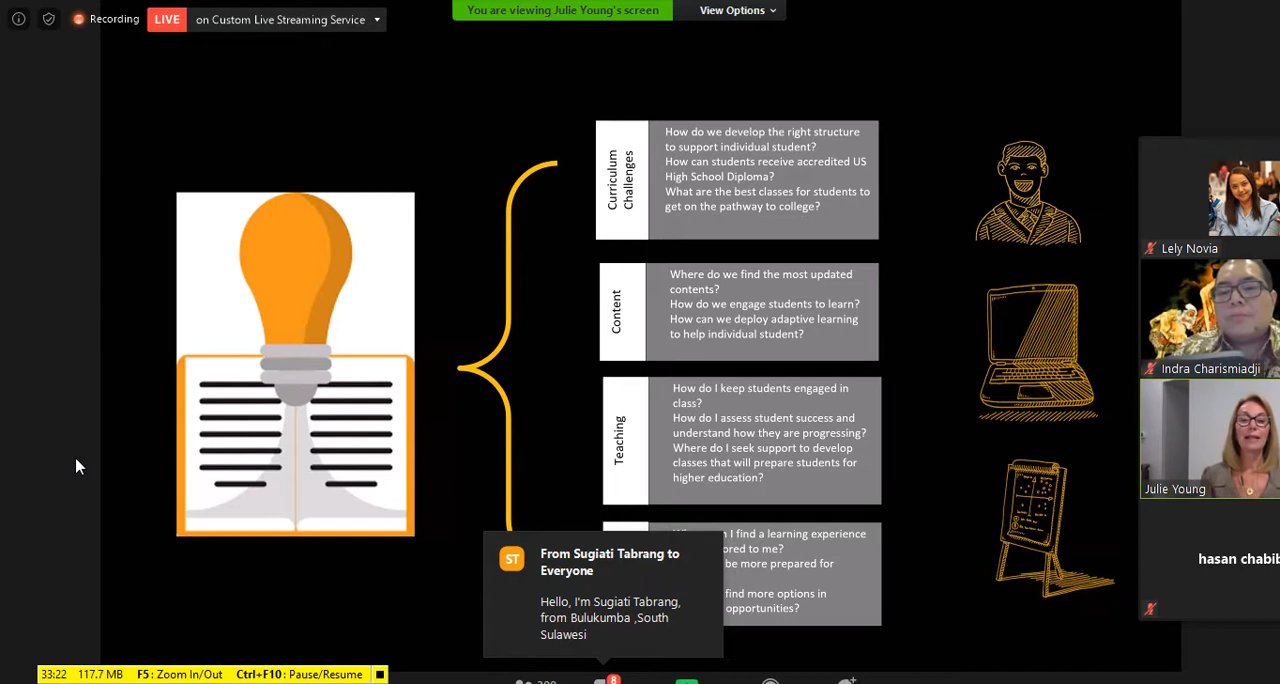 Recording
LIVE
on Custom Live Streaming Service
You are viewing Julie Young's screen
View Options
Curriculum
Challenges
How do we develop the right structure
to support individual student?
How can students receive accredited US
High School Diploma?
What are the best classes for students to
get on the pathway to college?
Content
Where do we find the most updated
contents?
How do we engage students to learn?
How can we deploy adaptive learning
to help individual student?
Teaching
How do I keep students engaged in
class?
How do I assess student success and
understand how they are progressing?
Where do I seek support to develop
classes that will prepare students for
higher education?
I find a learning experience
to me?
be more prepared for
find more options in
opportunities?
ST
From Sugiati Tabrang to
Everyone
Hello, I'm Sugiati Tabrang,
from Bulukumba ,South
Sulawesi
Lely Novia
Indra Charismiadji
Julie Young
hasan chabib
33:22 117.7 MB F5: Zoom In/Out Ctrl+F10: Pause/Resume
8